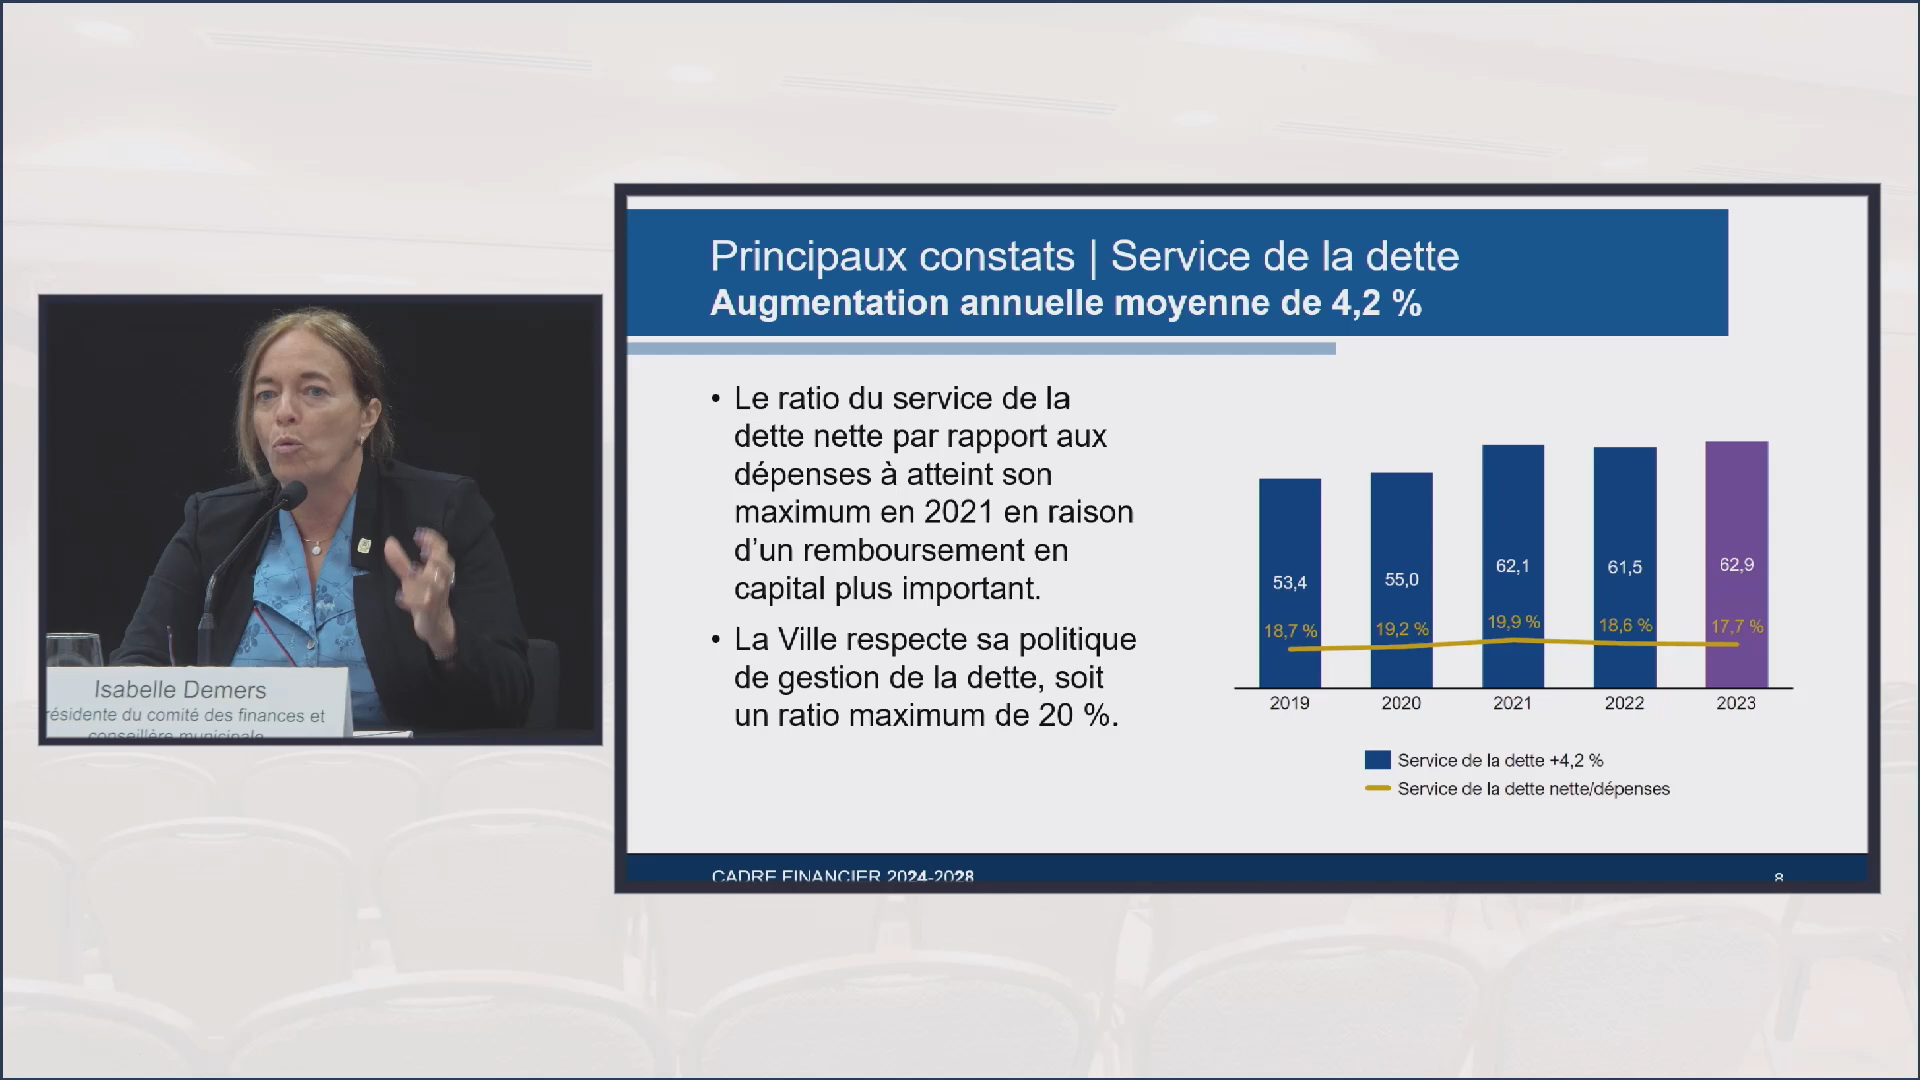 Principaux constats | Service de la dette
Augmentation annuelle moyenne de 4,2 %
• Le ratio du service de la
dette nette par rapport aux
dépenses à atteint son
maximum en 2021 en raison
d’un remboursement en
capital plus important.
• La Ville respecte sa politique
de gestion de la dette, soit
un ratio maximum de 20 %.
53,4 55,0 62,1 61,5 62,9
18,7 % 19,2 % 19,9 % 18,6 % 17,7 %
2019 2020 2021 2022 2023
Service de la dette +4,2 %
Service de la dette nette/dépenses
CADRE FINANCIER 2024-2028 8
Isabelle Demers
résidente du comité des finances et
conseillère municipale